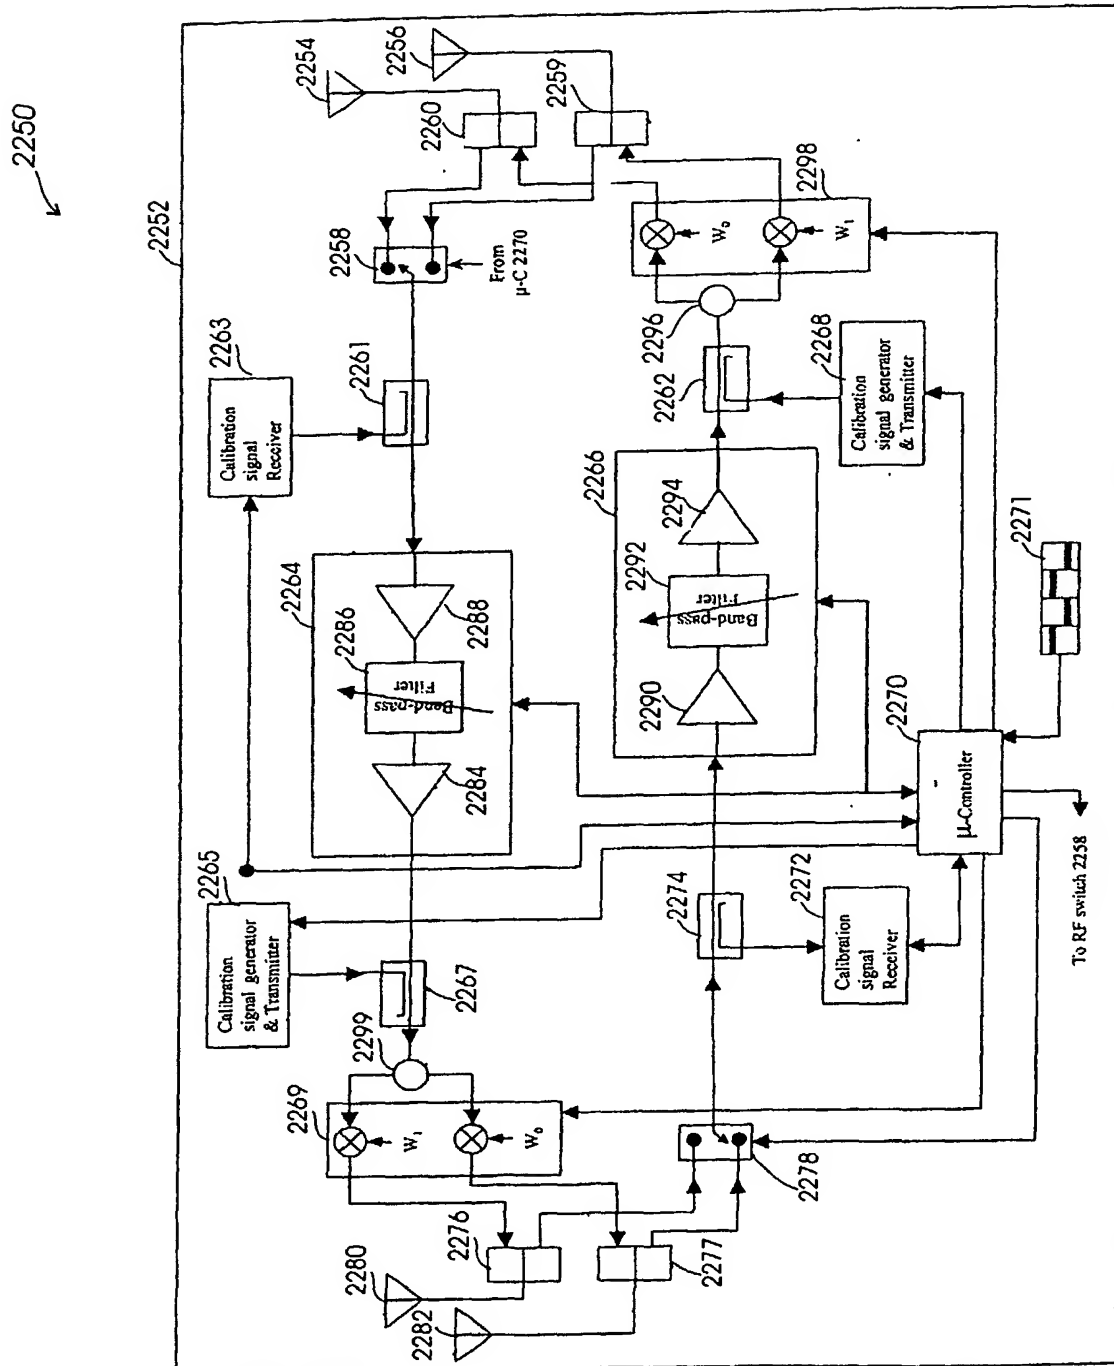 2250
2252
2254
2256
2260
2259
2258
From
μ-C 2270
2298
W₀
W₁
2296
2263
Calibration
signal
Receiver
2261
2262
2268
Calibration
signal generator
& Transmitter
2264
2288
2286
Band-pass
Filter
2284
2266
2294
2292
Band-pass
Filter
2290
2271
2270
μ-Controller
To RF switch 2258
2265
Calibration
signal generator
& Transmitter
2267
2274
2272
Calibration
signal
Receiver
2299
2269
W₁
W₀
2278
2276
2277
2280
2282